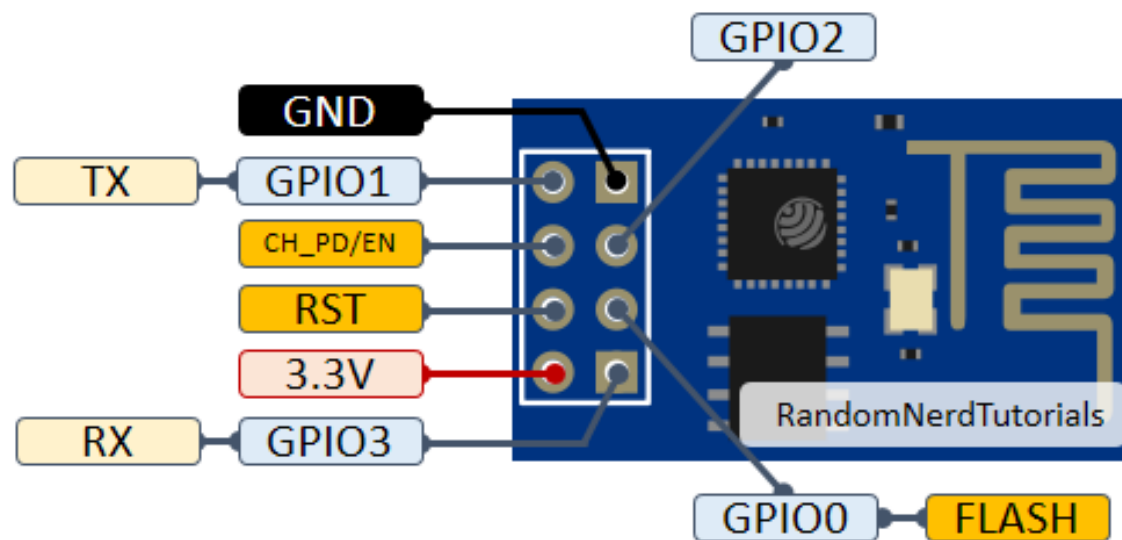 GPIO2
GND
TX GPIO1
CH_PD/EN
RST
3.3V
RandomNerdTutorials
RX GPIO3
GPIO0 FLASH